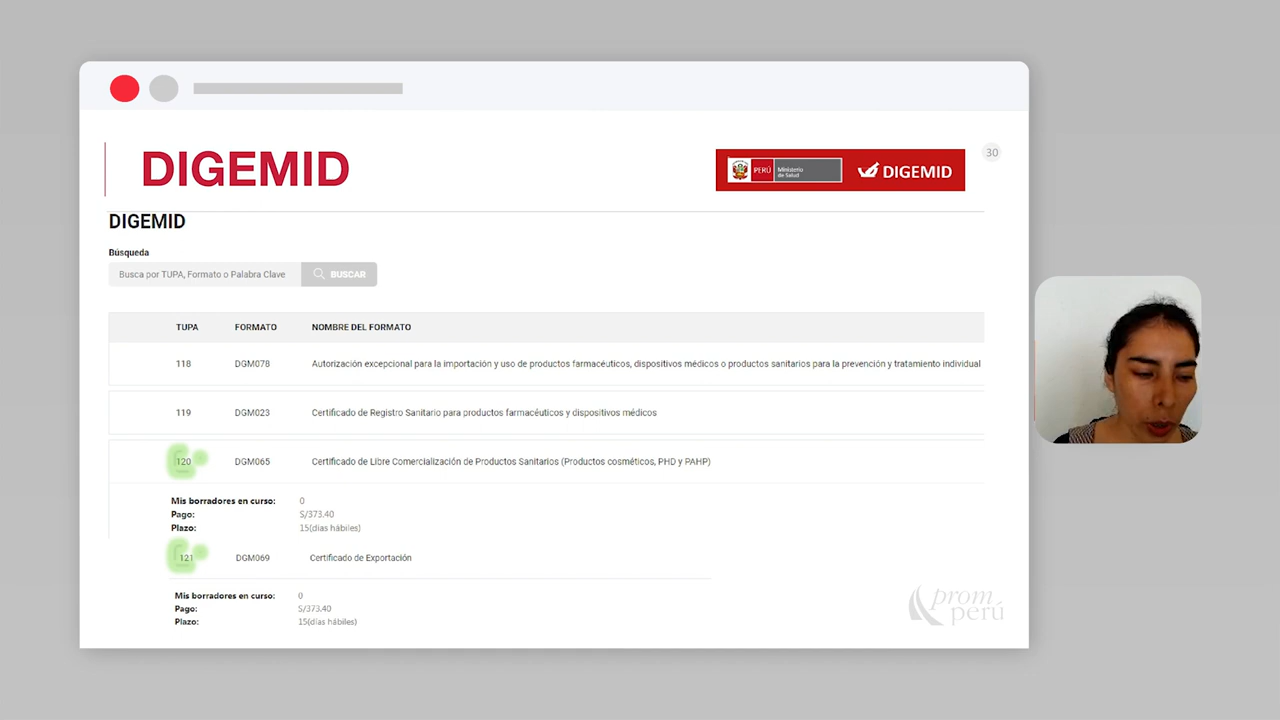 DIGEMID
PERÚ Ministerio de Salud DIGEMID
30
DIGEMID
Búsqueda
Busca por TUPA, Formato o Palabra Clave BUSCAR
TUPA FORMATO NOMBRE DEL FORMATO
118 DGM078 Autorización excepcional para la importación y uso de productos farmacéuticos, dispositivos médicos o productos sanitarios para la prevención y tratamiento individual
119 DGM023 Certificado de Registro Sanitario para productos farmacéuticos y dispositivos médicos
120 DGM065 Certificado de Libre Comercialización de Productos Sanitarios (Productos cosméticos, PHD y PAHP)
Mis borradores en curso: 0
Pago: S/373.40
Plazo: 15(días hábiles)
121 DGM069 Certificado de Exportación
Mis borradores en curso: 0
Pago: S/373.40
Plazo: 15(días hábiles)
prom
perú